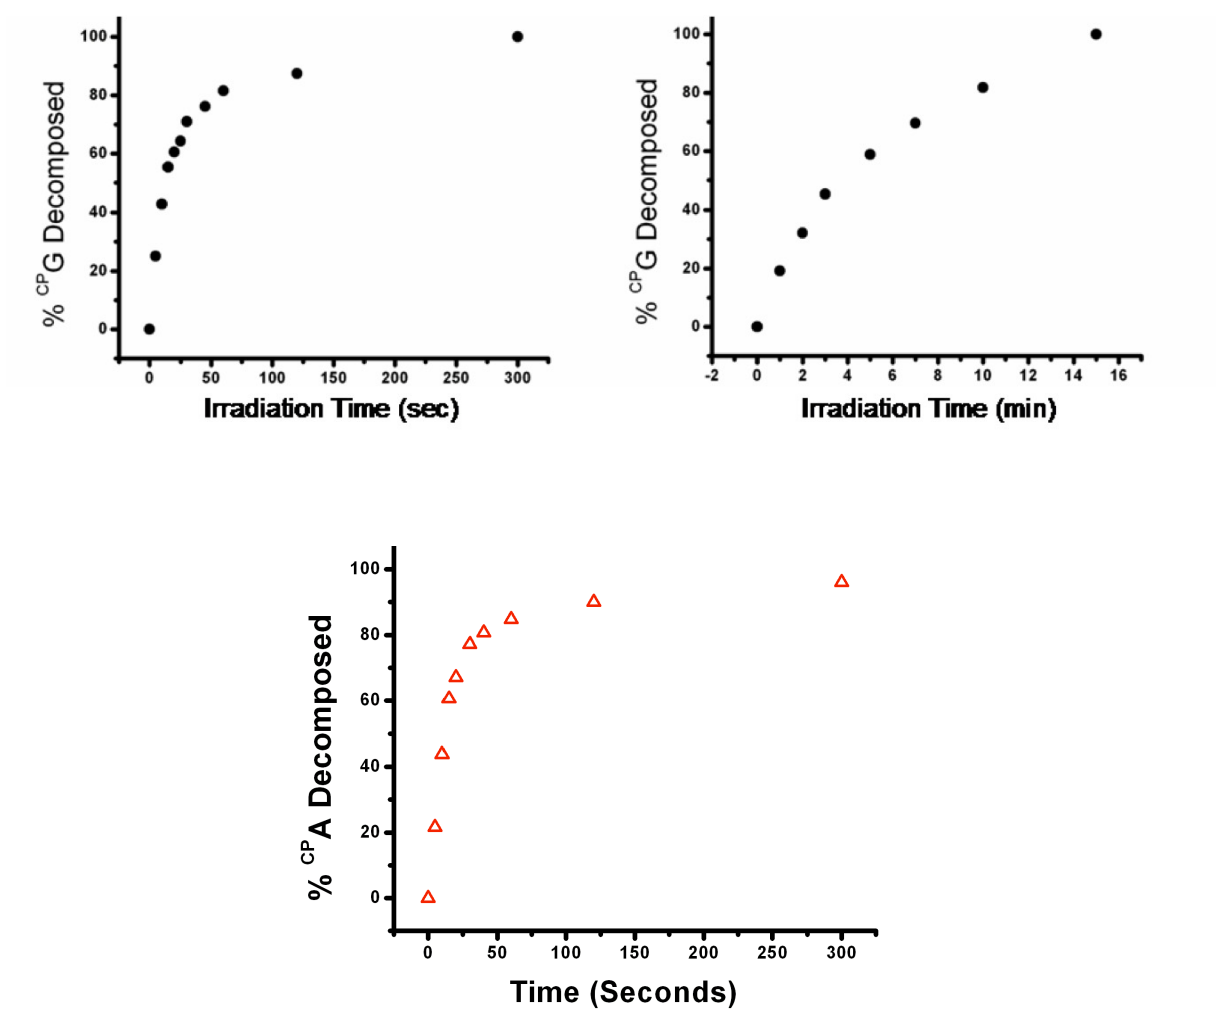 % ᶜᴾG Decomposed
100
80
60
40
20
0
0 50 100 150 200 250 300
Irradiation Time (sec)
% ᶜᴾG Decomposed
100
80
60
40
20
0
-2 0 2 4 6 8 10 12 14 16
Irradiation Time (min)
% ᶜᴾA Decomposed
100
80
60
40
20
0
0 50 100 150 200 250 300
Time (Seconds)